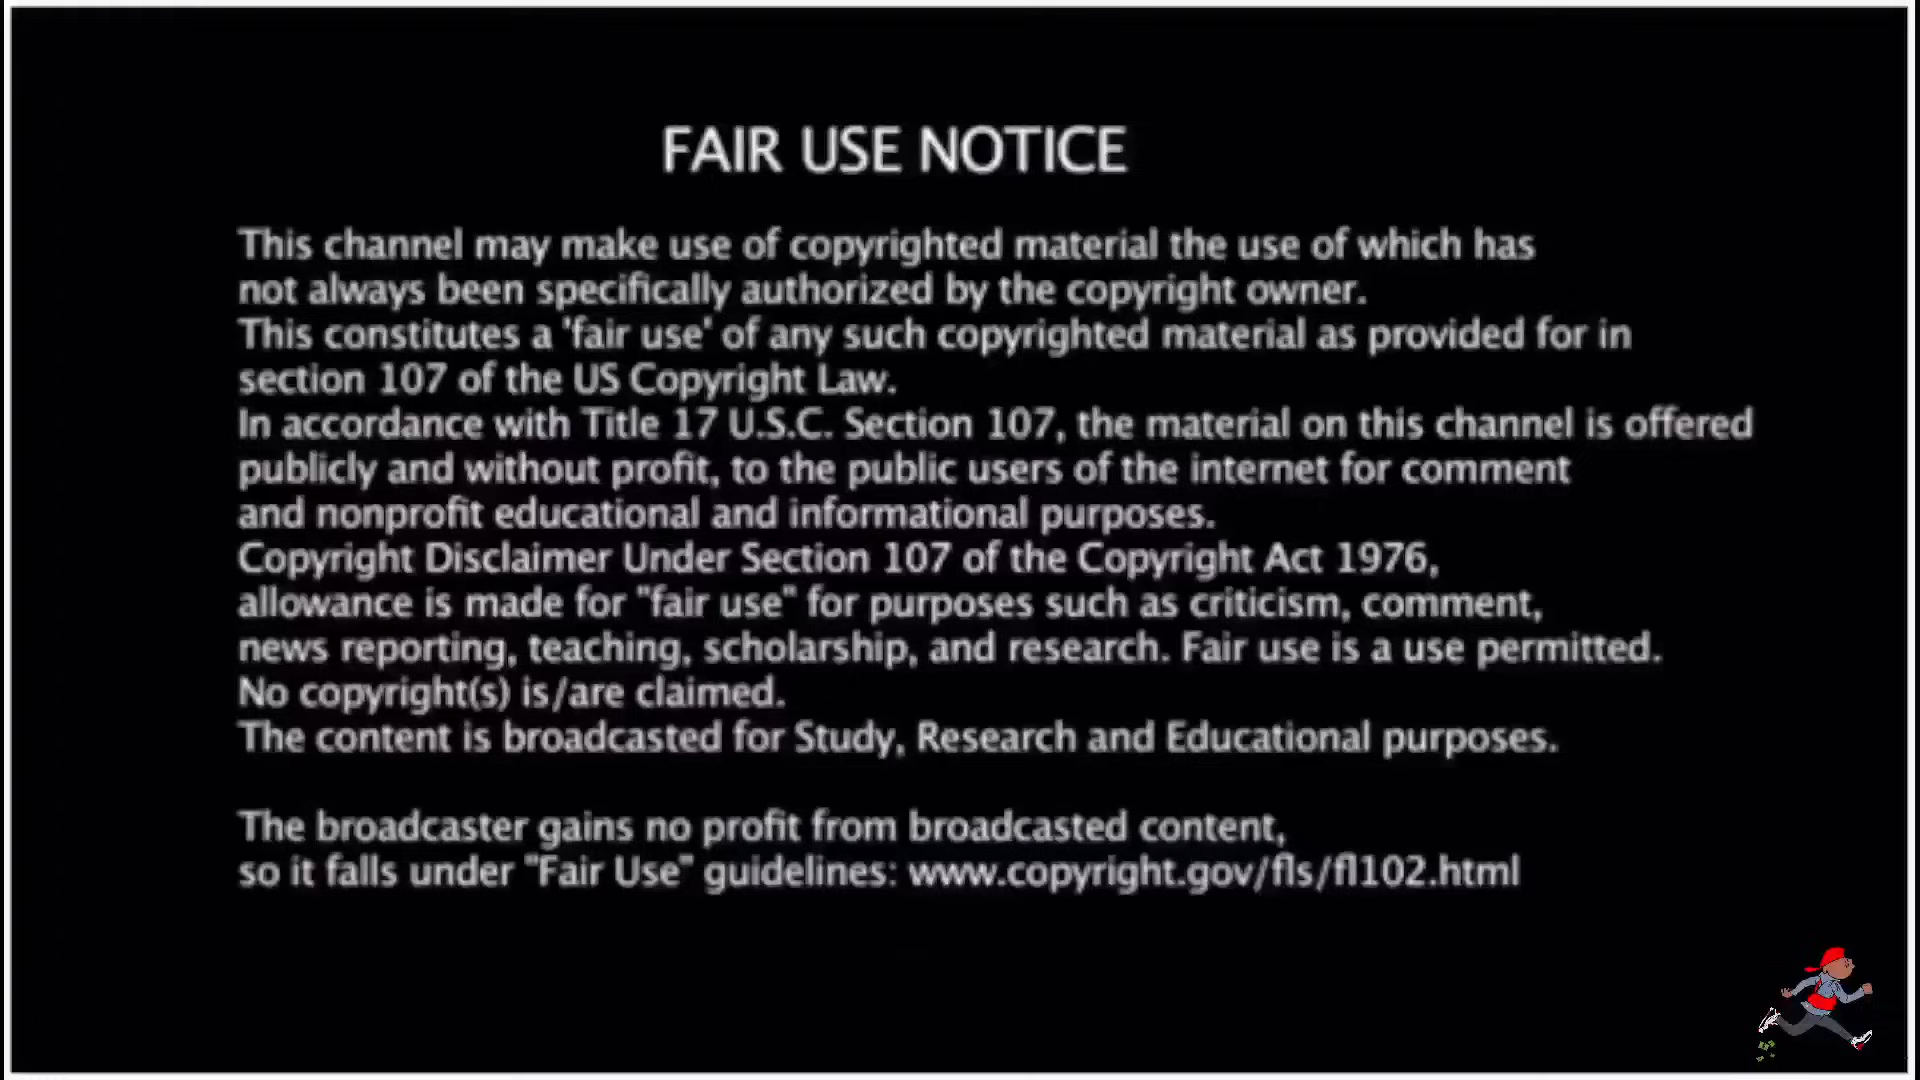 FAIR USE NOTICE
This channel may make use of copyrighted material the use of which has
not always been specifically authorized by the copyright owner.
This constitutes a 'fair use' of any such copyrighted material as provided for in
section 107 of the US Copyright Law.
In accordance with Title 17 U.S.C. Section 107, the material on this channel is offered
publicly and without profit, to the public users of the internet for comment
and nonprofit educational and informational purposes.
Copyright Disclaimer Under Section 107 of the Copyright Act 1976,
allowance is made for "fair use" for purposes such as criticism, comment,
news reporting, teaching, scholarship, and research. Fair use is a use permitted.
No copyright(s) is/are claimed.
The content is broadcasted for Study, Research and Educational purposes.
The broadcaster gains no profit from broadcasted content,
so it falls under "Fair Use" guidelines: www.copyright.gov/fls/fl102.html